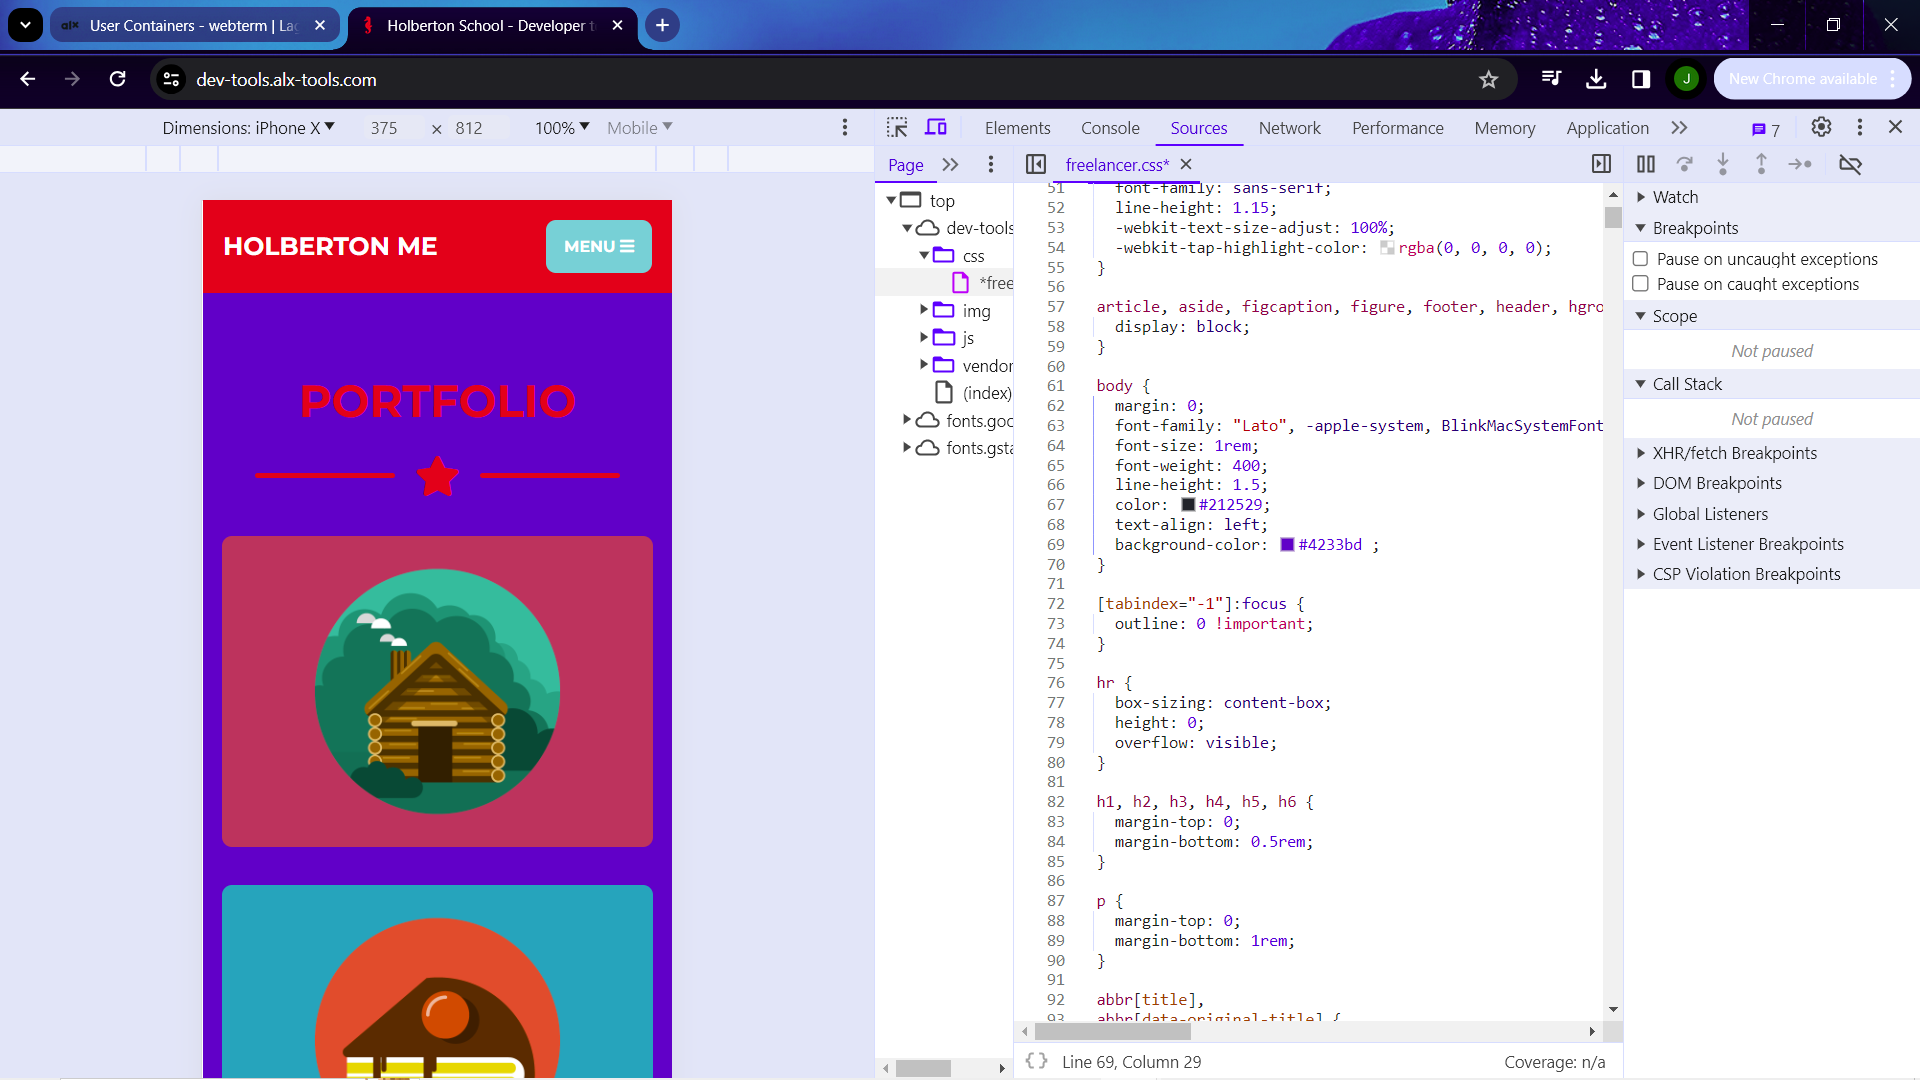 alx User Containers - webterm | Lag
Holberton School - Developer t
dev-tools.alx-tools.com
J
New Chrome available
Dimensions: iPhone X 375 × 812 100% Mobile
Elements Console Sources Network Performance Memory Application 7
Page
freelancer.css*
HOLBERTON ME
MENU
PORTFOLIO
top
dev-tools
css
*free
img
js
vendor
(index)
fonts.goo
fonts.gsta
51 font-family: sans-serif;
52 line-height: 1.15;
53 -webkit-text-size-adjust: 100%;
54 -webkit-tap-highlight-color: rgba(0, 0, 0, 0);
55 }
56
57 article, aside, figcaption, figure, footer, header, hgro
58 display: block;
59 }
60
61 body {
62 margin: 0;
63 font-family: "Lato", -apple-system, BlinkMacSystemFont
64 font-size: 1rem;
65 font-weight: 400;
66 line-height: 1.5;
67 color: #212529;
68 text-align: left;
69 background-color: #4233bd ;
70 }
71
72 [tabindex="-1"]:focus {
73 outline: 0 !important;
74 }
75
76 hr {
77 box-sizing: content-box;
78 height: 0;
79 overflow: visible;
80 }
81
82 h1, h2, h3, h4, h5, h6 {
83 margin-top: 0;
84 margin-bottom: 0.5rem;
85 }
86
87 p {
88 margin-top: 0;
89 margin-bottom: 1rem;
90 }
91
92 abbr[title],
93 abbr[data-original-title] {
{} Line 69, Column 29
Coverage: n/a
Watch
Breakpoints
Pause on uncaught exceptions
Pause on caught exceptions
Scope
Not paused
Call Stack
Not paused
XHR/fetch Breakpoints
DOM Breakpoints
Global Listeners
Event Listener Breakpoints
CSP Violation Breakpoints